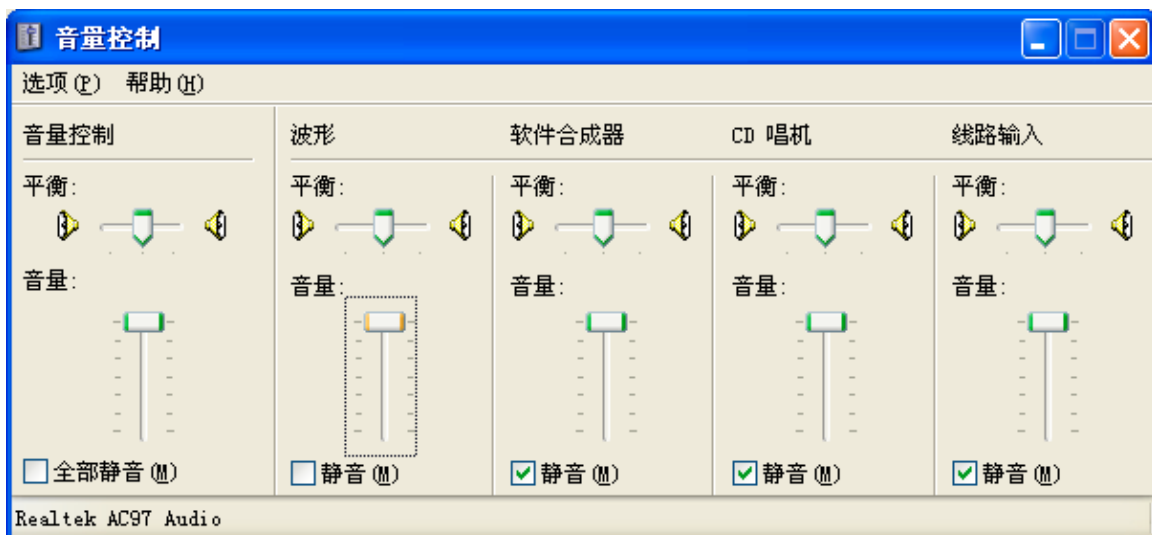 音量控制
选项(P) 帮助(H)
音量控制 波形 软件合成器 CD 唱机 线路输入
平衡: 平衡: 平衡: 平衡: 平衡:
音量: 音量: 音量: 音量: 音量:
全部静音(M) 静音(M) 静音(M) 静音(M) 静音(M)
Realtek AC97 Audio